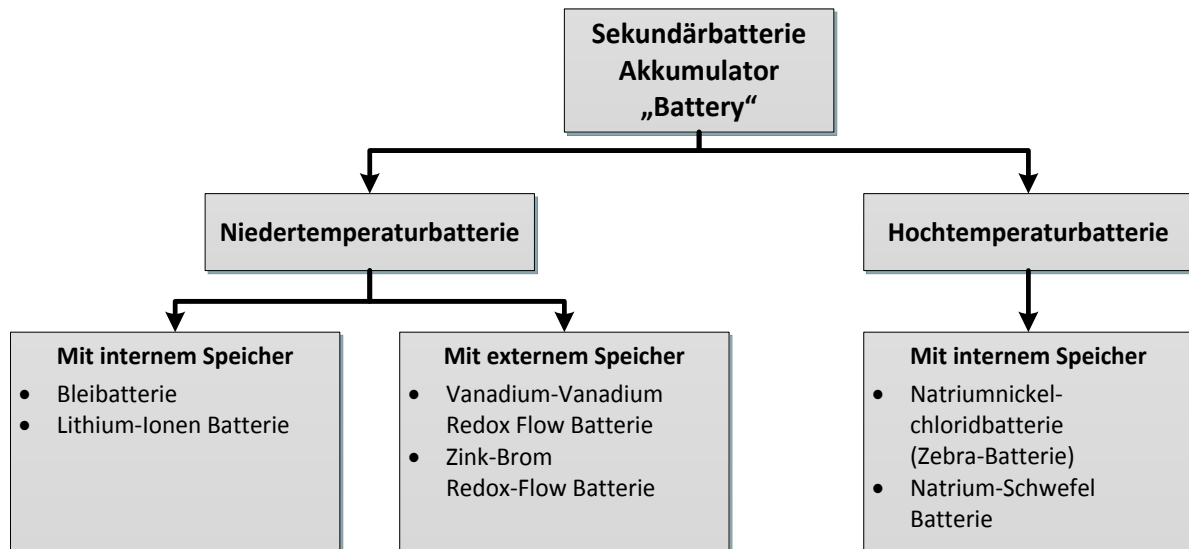 Sekundärbatterie
Akkumulator
„Battery“
Niedertemperaturbatterie
Hochtemperaturbatterie
Mit internem Speicher
• Bleibatterie
• Lithium-Ionen Batterie
Mit externem Speicher
• Vanadium-Vanadium
Redox Flow Batterie
• Zink-Brom
Redox-Flow Batterie
Mit internem Speicher
• Natriumnickel-
chloridbatterie
(Zebra-Batterie)
• Natrium-Schwefel
Batterie